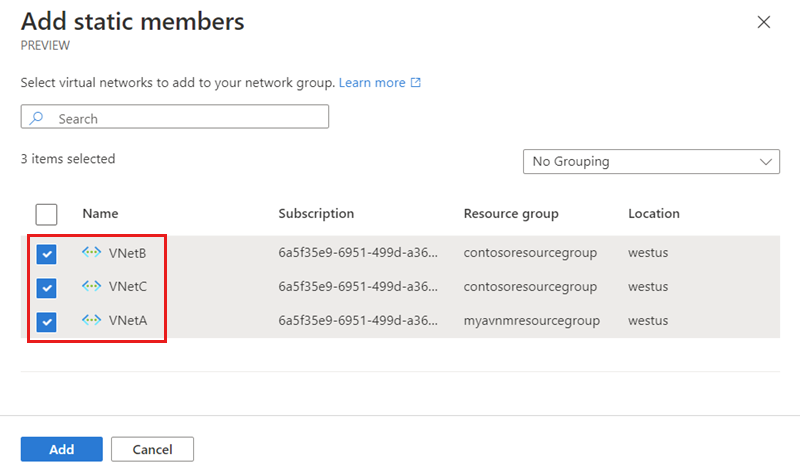 Add static members
PREVIEW
Select virtual networks to add to your network group. Learn more
Search
3 items selected
No Grouping
Name Subscription Resource group Location
VNetB 6a5f35e9-6951-499d-a36... contosoresourcegroup westus
VNetC 6a5f35e9-6951-499d-a36... contosoresourcegroup westus
VNetA 6a5f35e9-6951-499d-a36... myavnmresourcegroup westus
Add Cancel